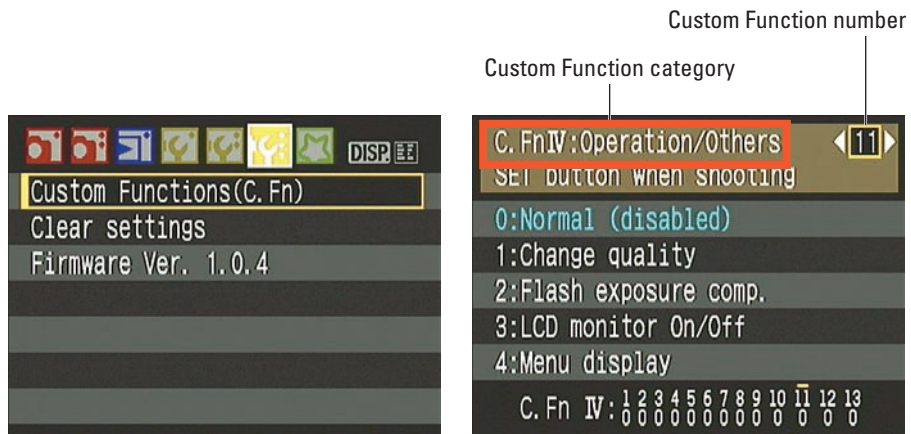 Custom Function number
Custom Function category
DISP.
Custom Functions(C.Fn)
Clear settings
Firmware Ver. 1.0.4
C.FnⅣ:Operation/Others
11
SET button when shooting
0:Normal (disabled)
1:Change quality
2:Flash exposure comp.
3:LCD monitor On/Off
4:Menu display
C.Fn Ⅳ:
1 2 3 4 5 6 7 8 9 10 11 12 13
0 0 0 0 0 0 0 0 0 0 0 0 0